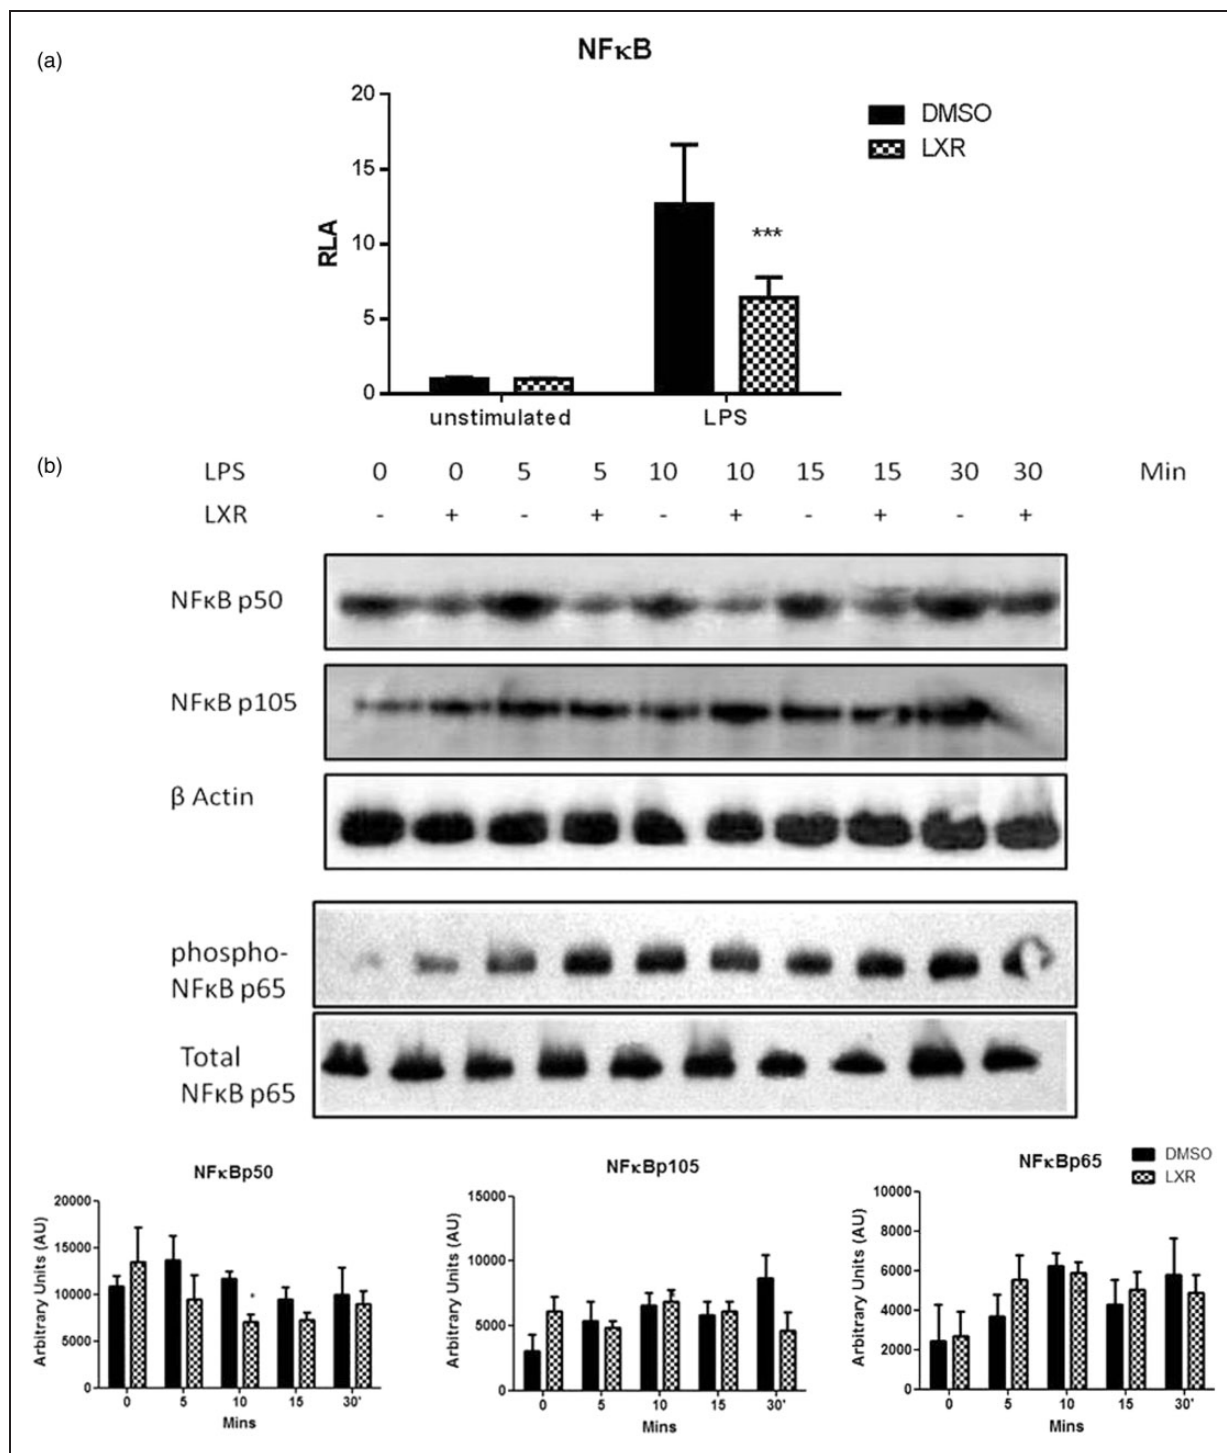 (a)
NFκB
20
15
10
5
0
RLA
***
DMSO
LXR
unstimulated LPS
(b)
LPS 0 0 5 5 10 10 15 15 30 30 Min
LXR - + - + - + - + - +
NFκB p50
NFκB p105
β Actin
phospho-
NFκB p65
Total
NFκB p65
NFκBp50
20000
15000
10000
5000
0
Arbitrary Units (AU)
*
0 5 10 15 30'
Mins
NFκBp105
15000
10000
5000
0
Arbitrary Units (AU)
0 5 10 15 30'
Mins
NFκBp65
DMSO
LXR
10000
8000
6000
4000
2000
0
Arbitrary Units (AU)
0 5 10 15 30'
Mins